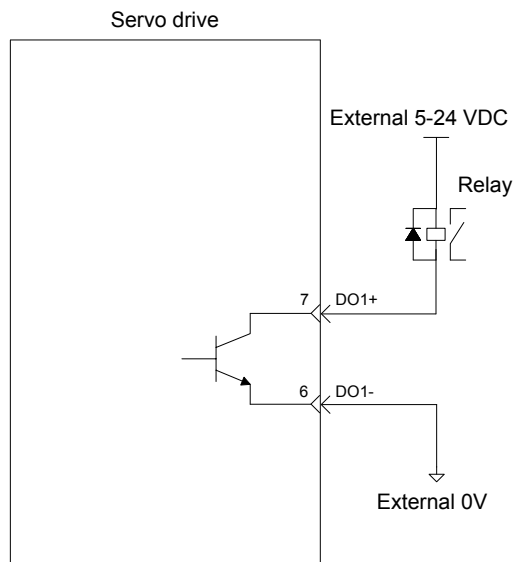 Servo drive
External 5-24 VDC
Relay
7 DO1+
6 DO1-
External 0V